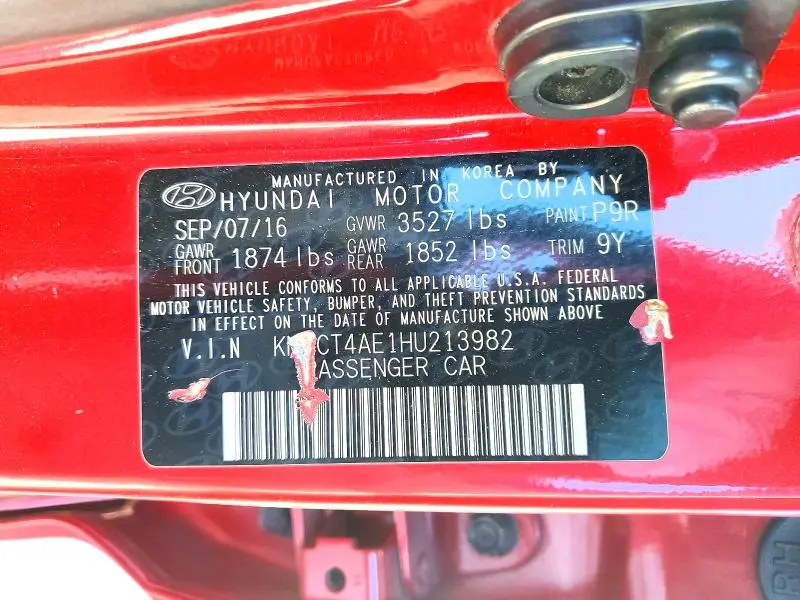 MANUFACTURED IN KOREA BY
HYUNDAI MOTOR COMPANY
SEP/07/16 GVWR 3527 lbs PAINT P9R
GAWR FRONT 1874 lbs GAWR REAR 1852 lbs TRIM 9Y
THIS VEHICLE CONFORMS TO ALL APPLICABLE U.S.A. FEDERAL
MOTOR VEHICLE SAFETY, BUMPER, AND THEFT PREVENTION STANDARDS
IN EFFECT ON THE DATE OF MANUFACTURE SHOWN ABOVE
V.I.N
CAR
RH